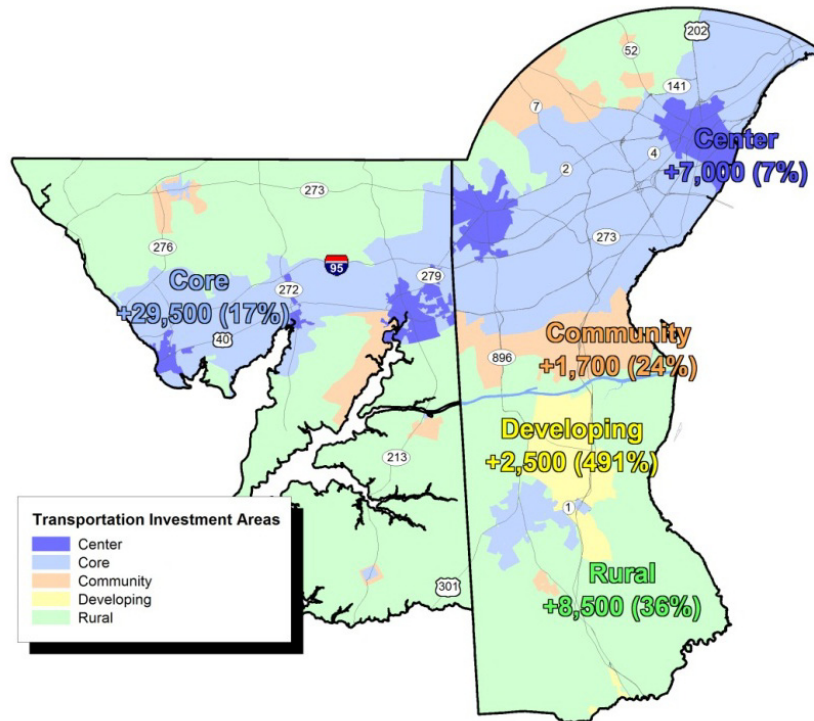 202
52
141
7
Center
+7,000 (7%)
4
2
273
273
276
95
279
Core
+29,500 (17%)
272
40
Community
+1,700 (24%)
896
Developing
+2,500 (491%)
213
1
Rural
+8,500 (36%)
301
Transportation Investment Areas
Center
Core
Community
Developing
Rural